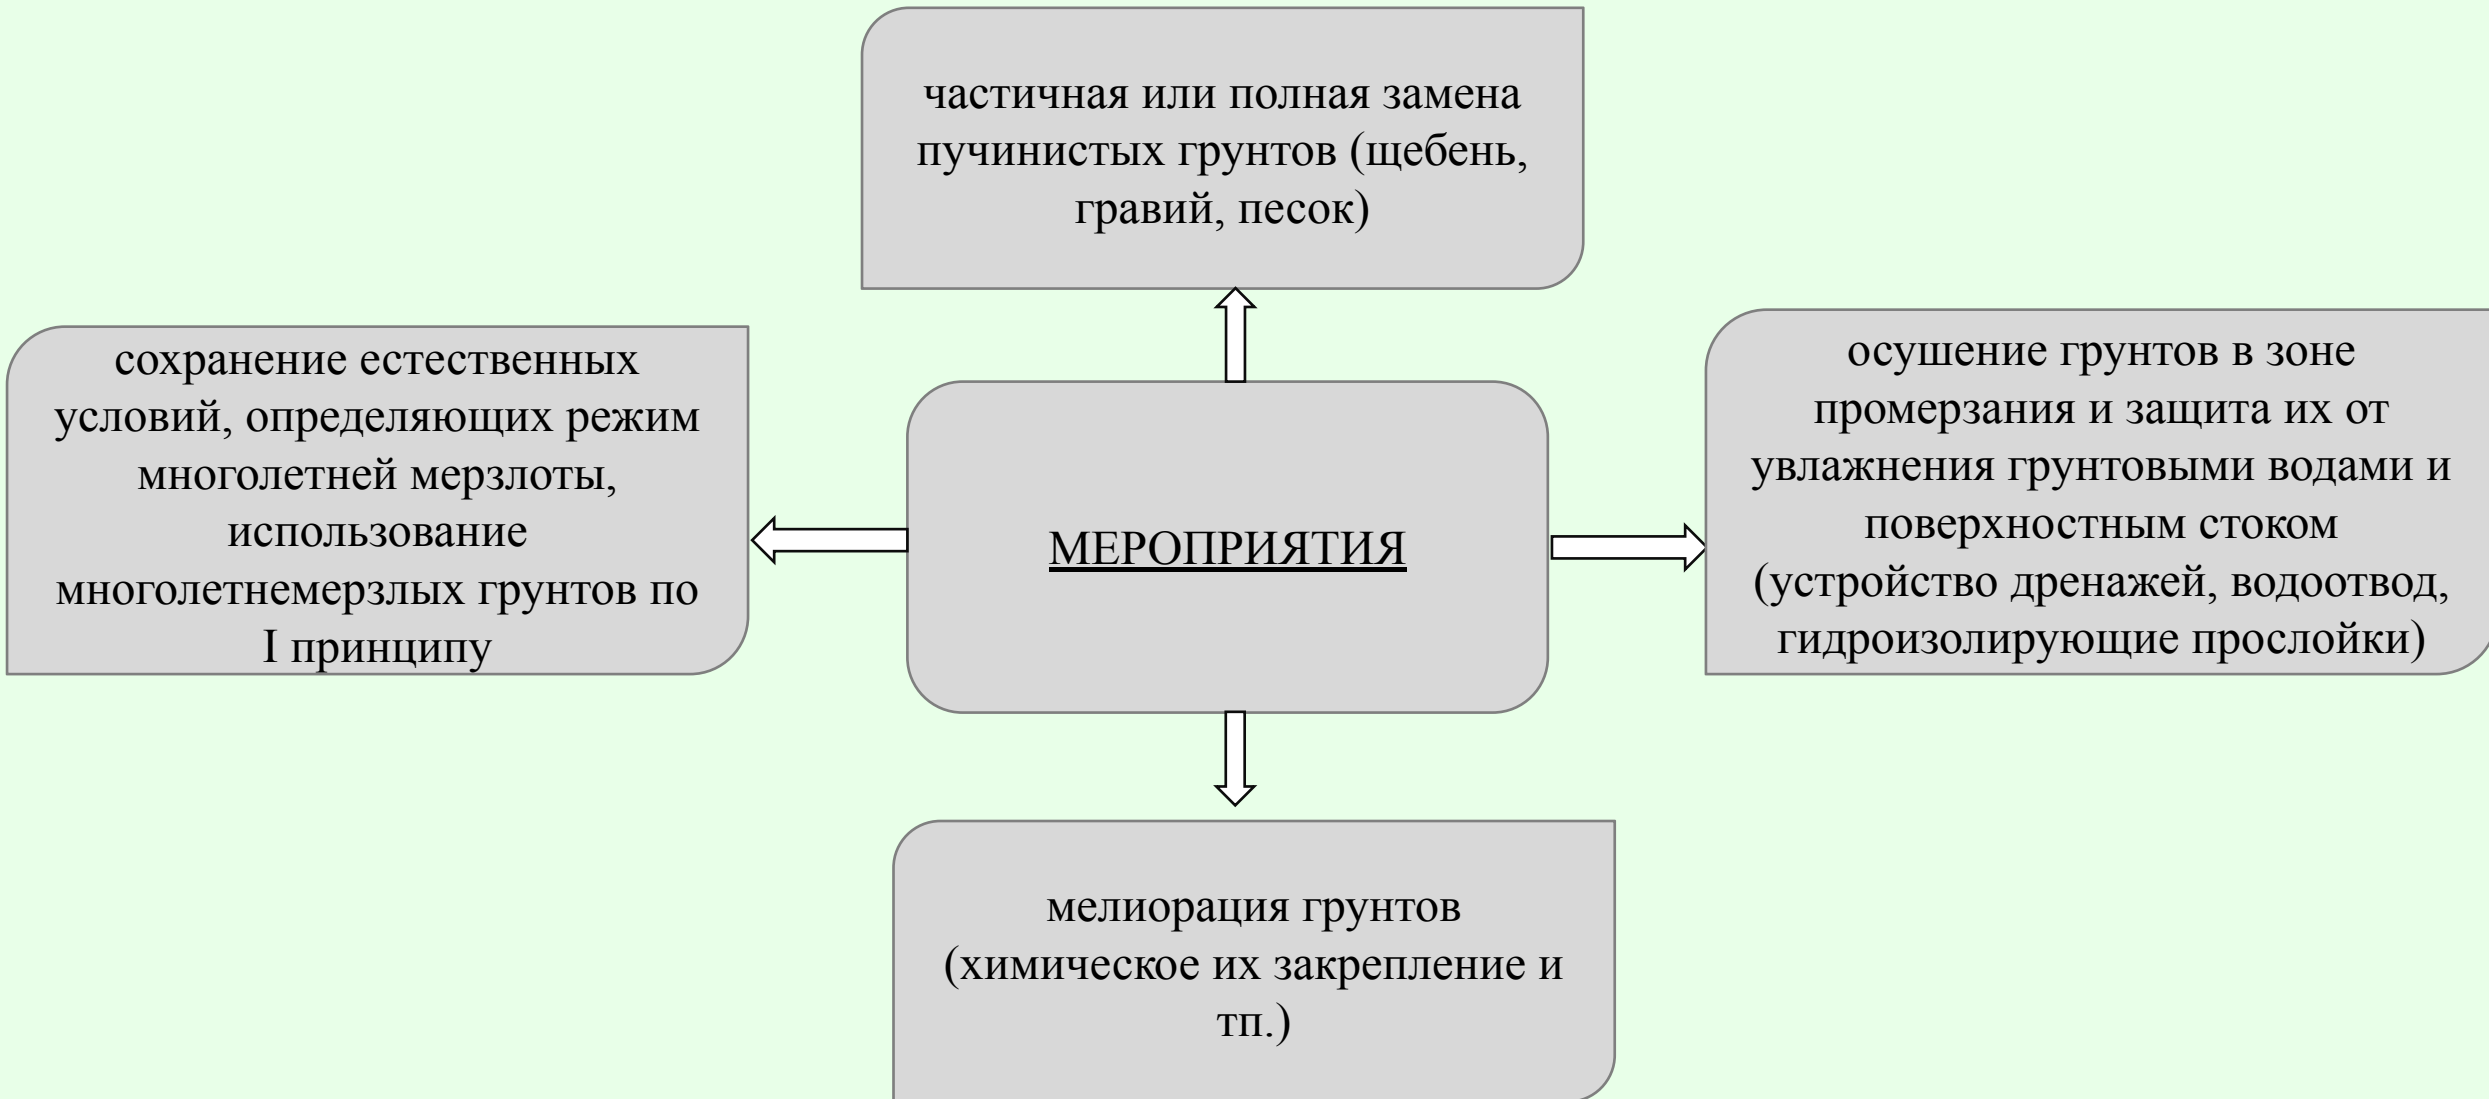 частичная или полная замена
пучинистых грунтов (щебень,
гравий, песок)
сохранение естественных
условий, определяющих режим
многолетней мерзлоты,
использование
многолетнемерзлых грунтов по
I принципу
МЕРОПРИЯТИЯ
осушение грунтов в зоне
промерзания и защита их от
увлажнения грунтовыми водами и
поверхностным стоком
(устройство дренажей, водоотвод,
гидроизолирующие прослойки)
мелиорация грунтов
(химическое их закрепление и
тп.)